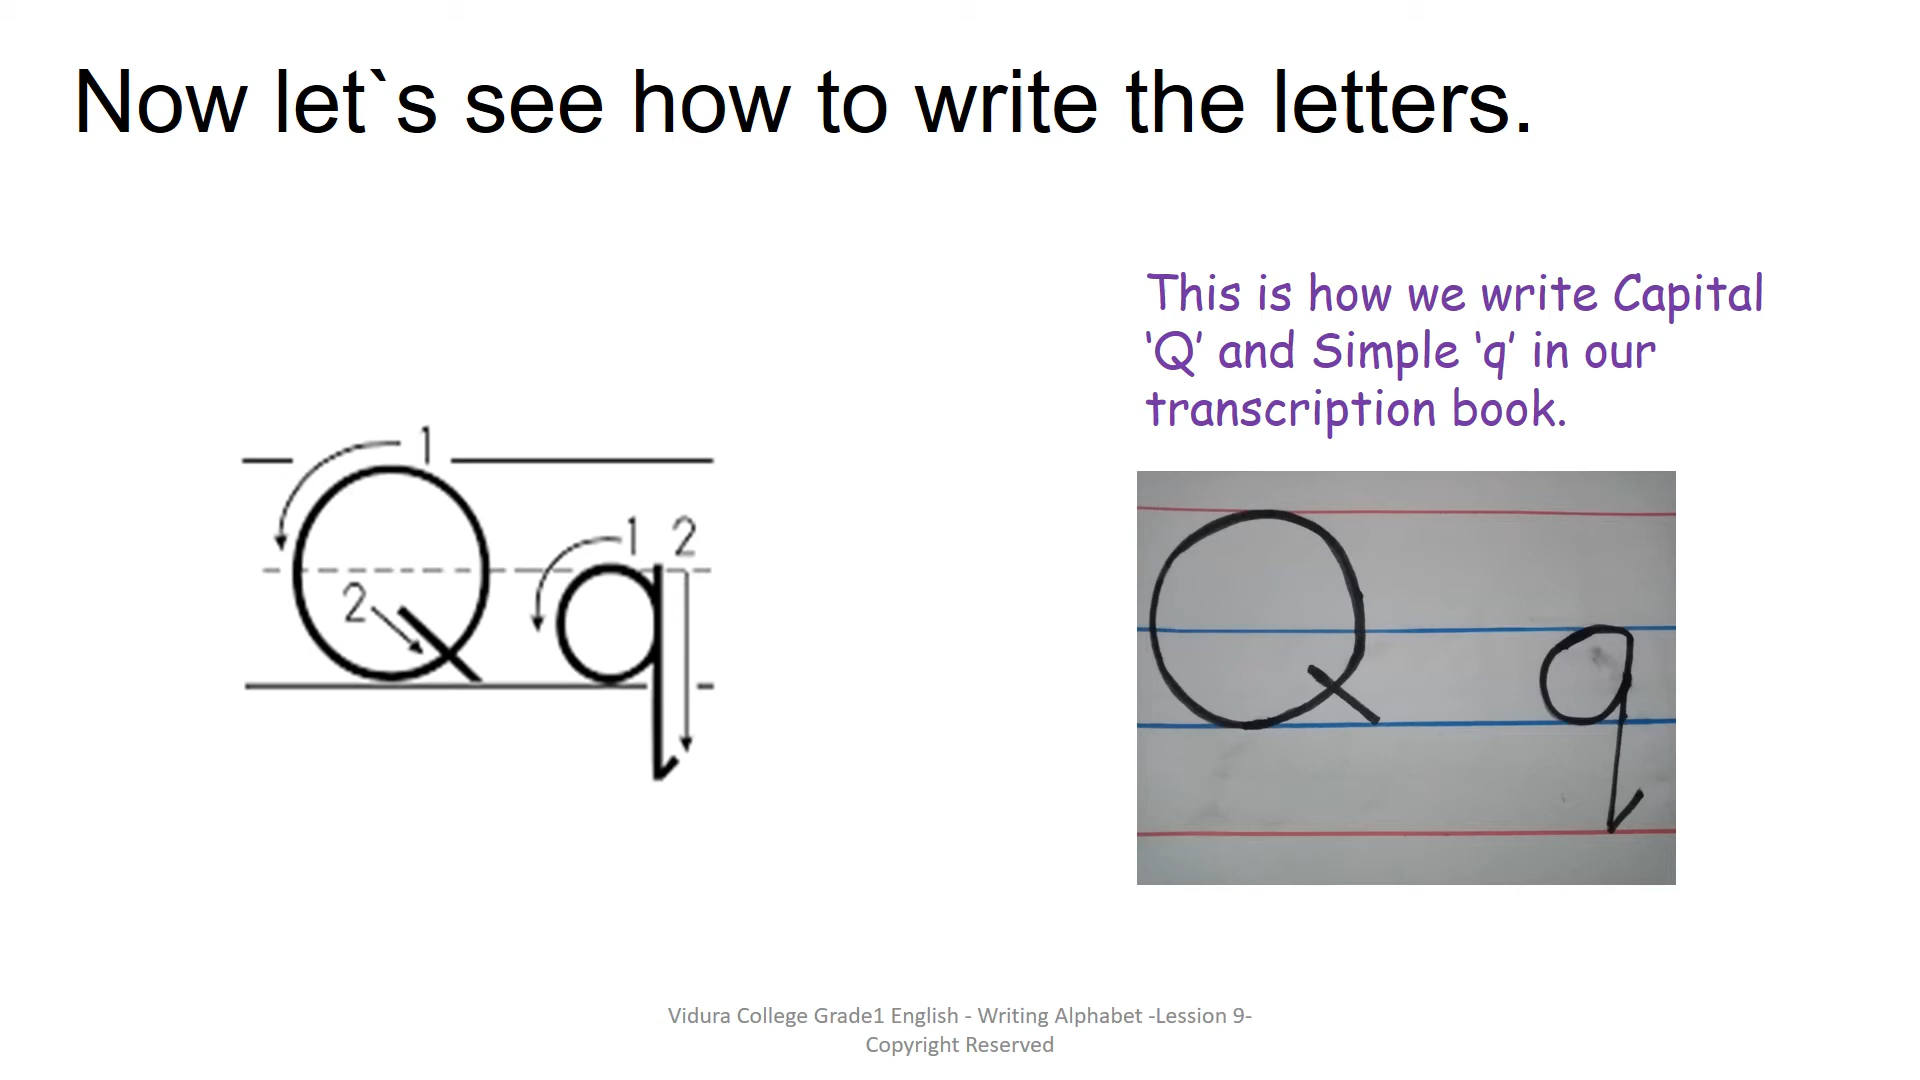 Now let`s see how to write the letters.
This is how we write Capital
‘Q’ and Simple ‘q’ in our
transcription book.
1
1 2
2
Q q
Q q
Vidura College Grade1 English - Writing Alphabet -Lession 9-
Copyright Reserved